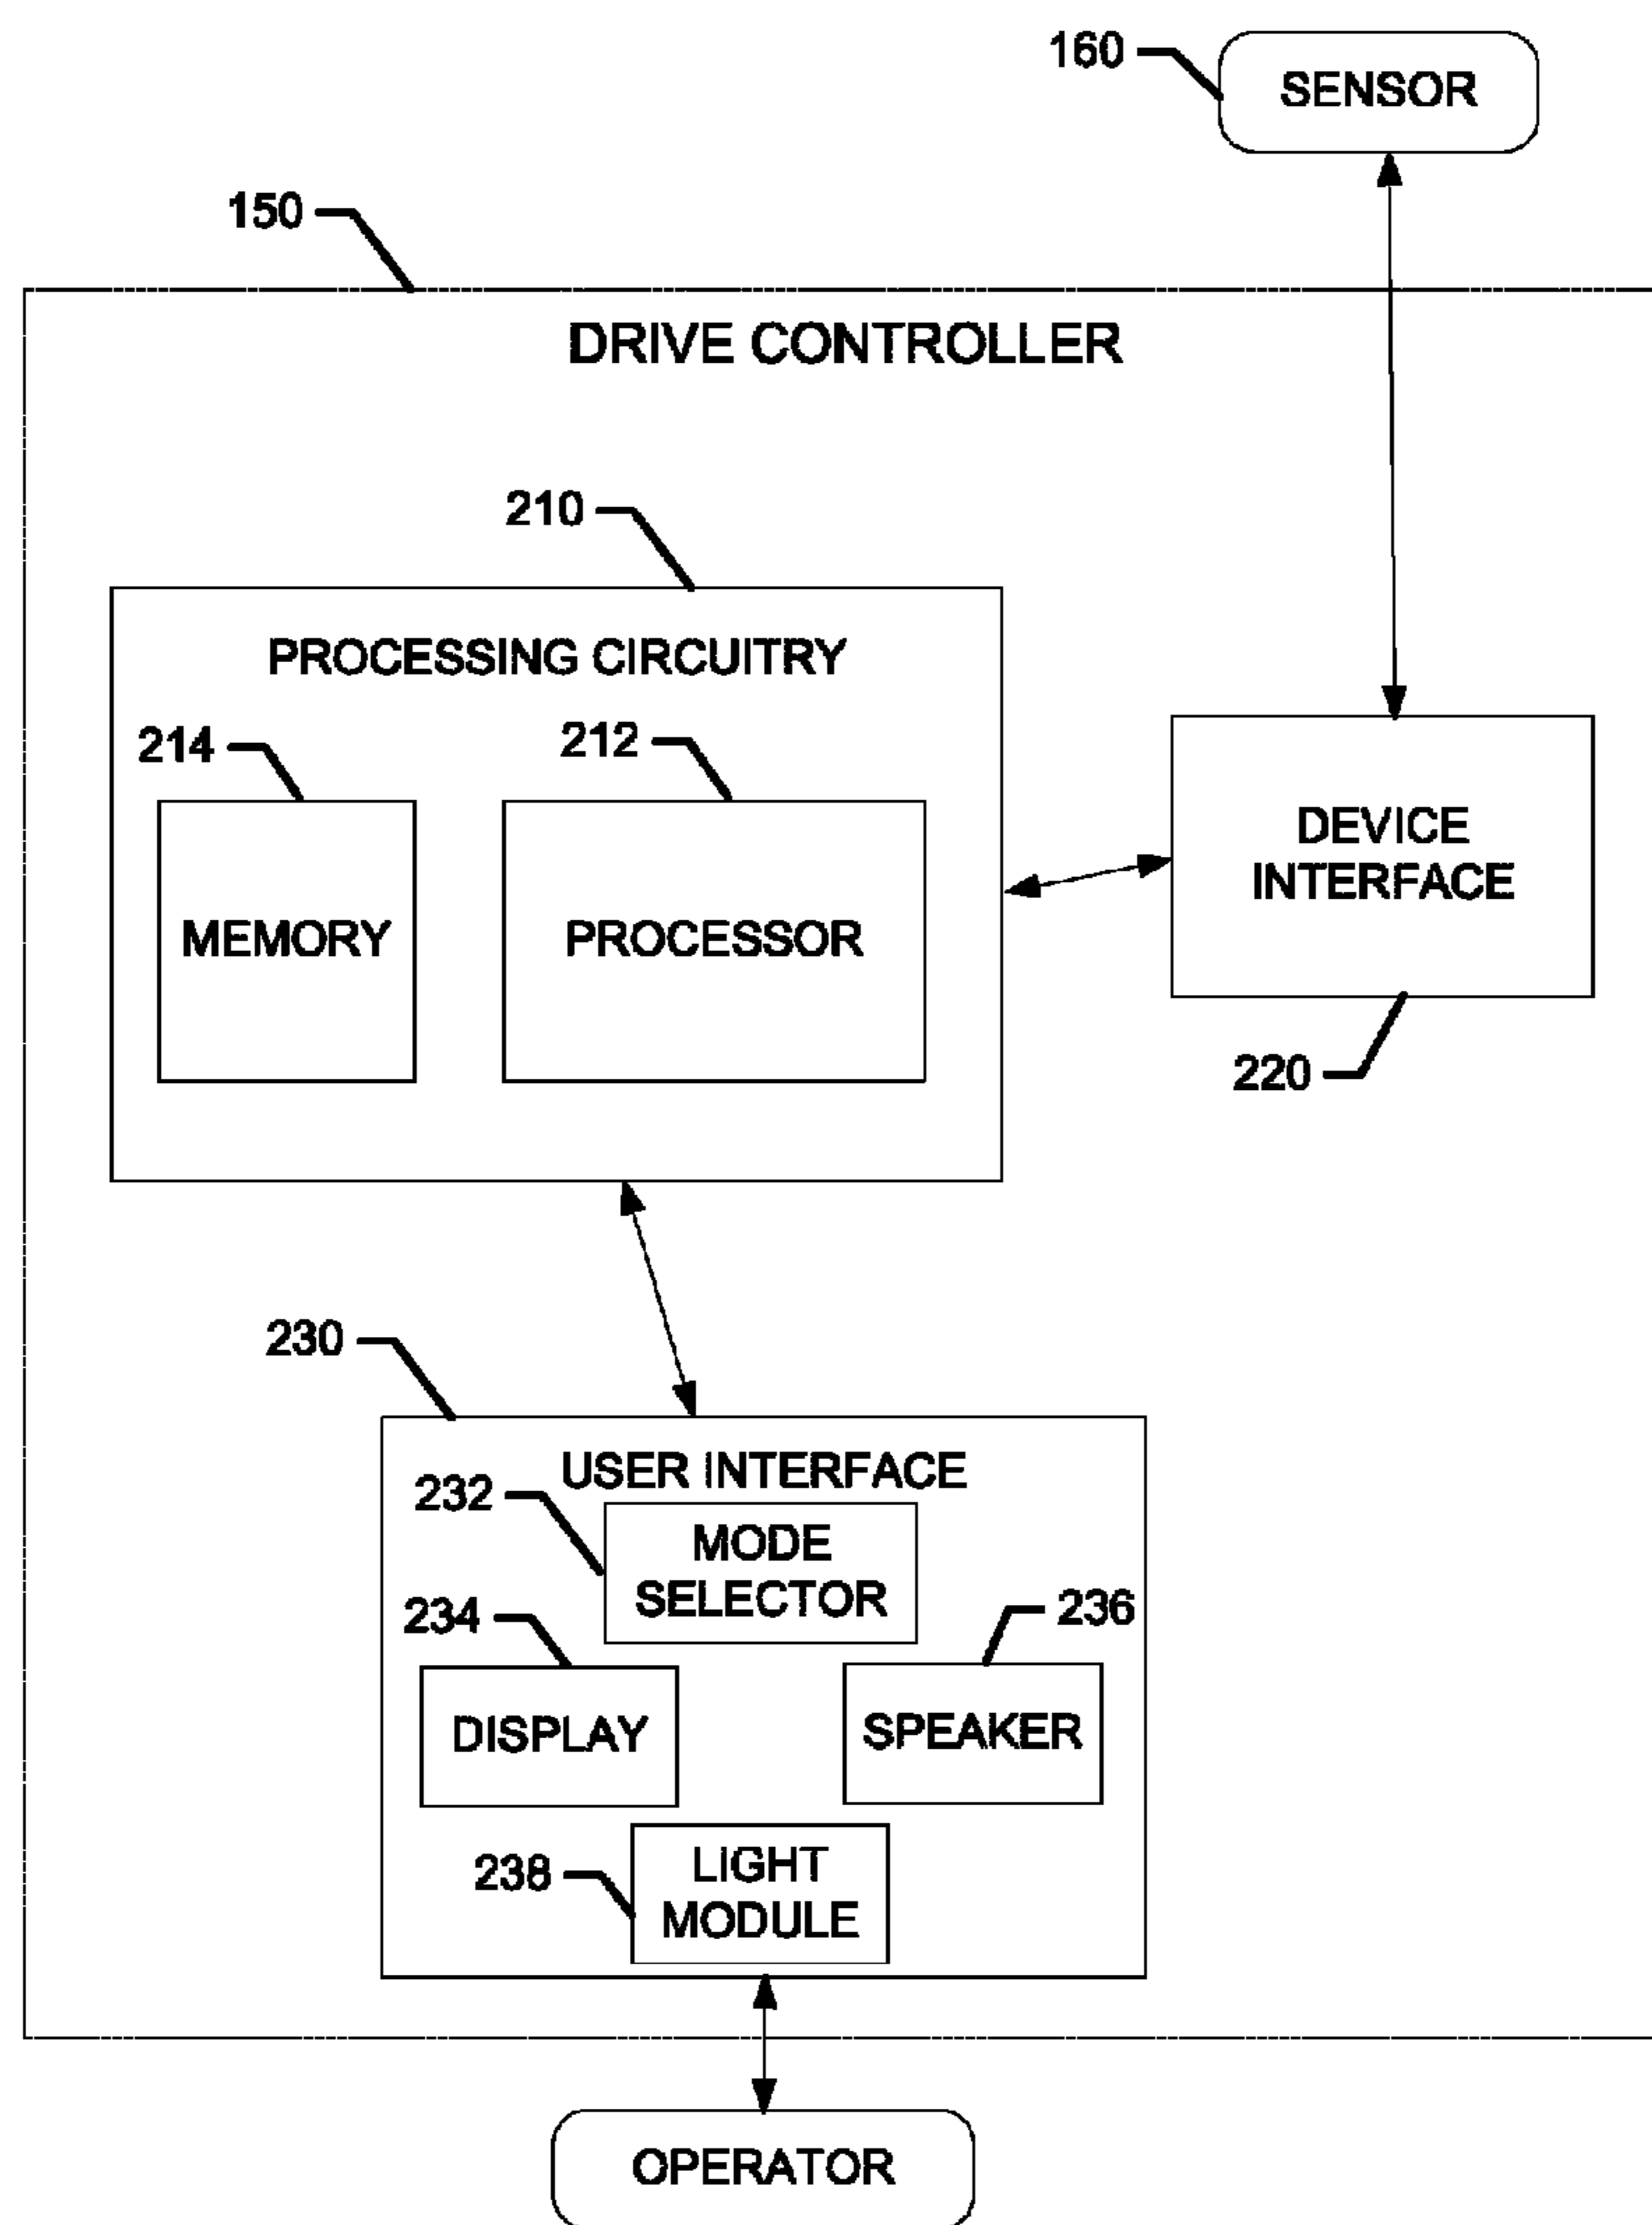 160
SENSOR
150
DRIVE CONTROLLER
210
PROCESSING CIRCUITRY
214
212
MEMORY
PROCESSOR
DEVICE
INTERFACE
220
230
USER INTERFACE
232
MODE
SELECTOR
234
236
DISPLAY
SPEAKER
238
LIGHT
MODULE
OPERATOR